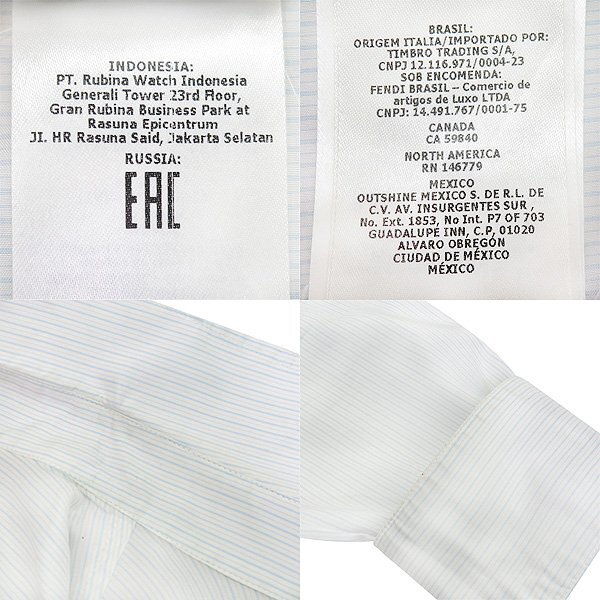 INDONESIA:
PT. Rubina Watch Indonesia
Generali Tower 23rd Floor,
Gran Rubina Business Park at
Rasuna Epicentrum
Jl. HR Rasuna Said, Jakarta Selatan
RUSSIA:
EAC
BRASIL:
ORIGEM ITALIA/IMPORTADO POR:
TIMBRO TRADING S/A,
CNPJ 12.116.971/0004-23
SOB ENCOMENDA:
FENDI BRASIL – Comercio de
artigos de Luxo LTDA
CNPJ: 14.491.767/0001-75
CANADA
CA 59840
NORTH AMERICA
RN 146779
MEXICO
OUTSHINE MEXICO S. DE R.L. DE
C.V. AV. INSURGENTES SUR ,
No. Ext. 1853, No Int. P7 OF 703
GUADALUPE INN, C.P, 01020
ALVARO OBREGÓN
CIUDAD DE MÉXICO
MÉXICO